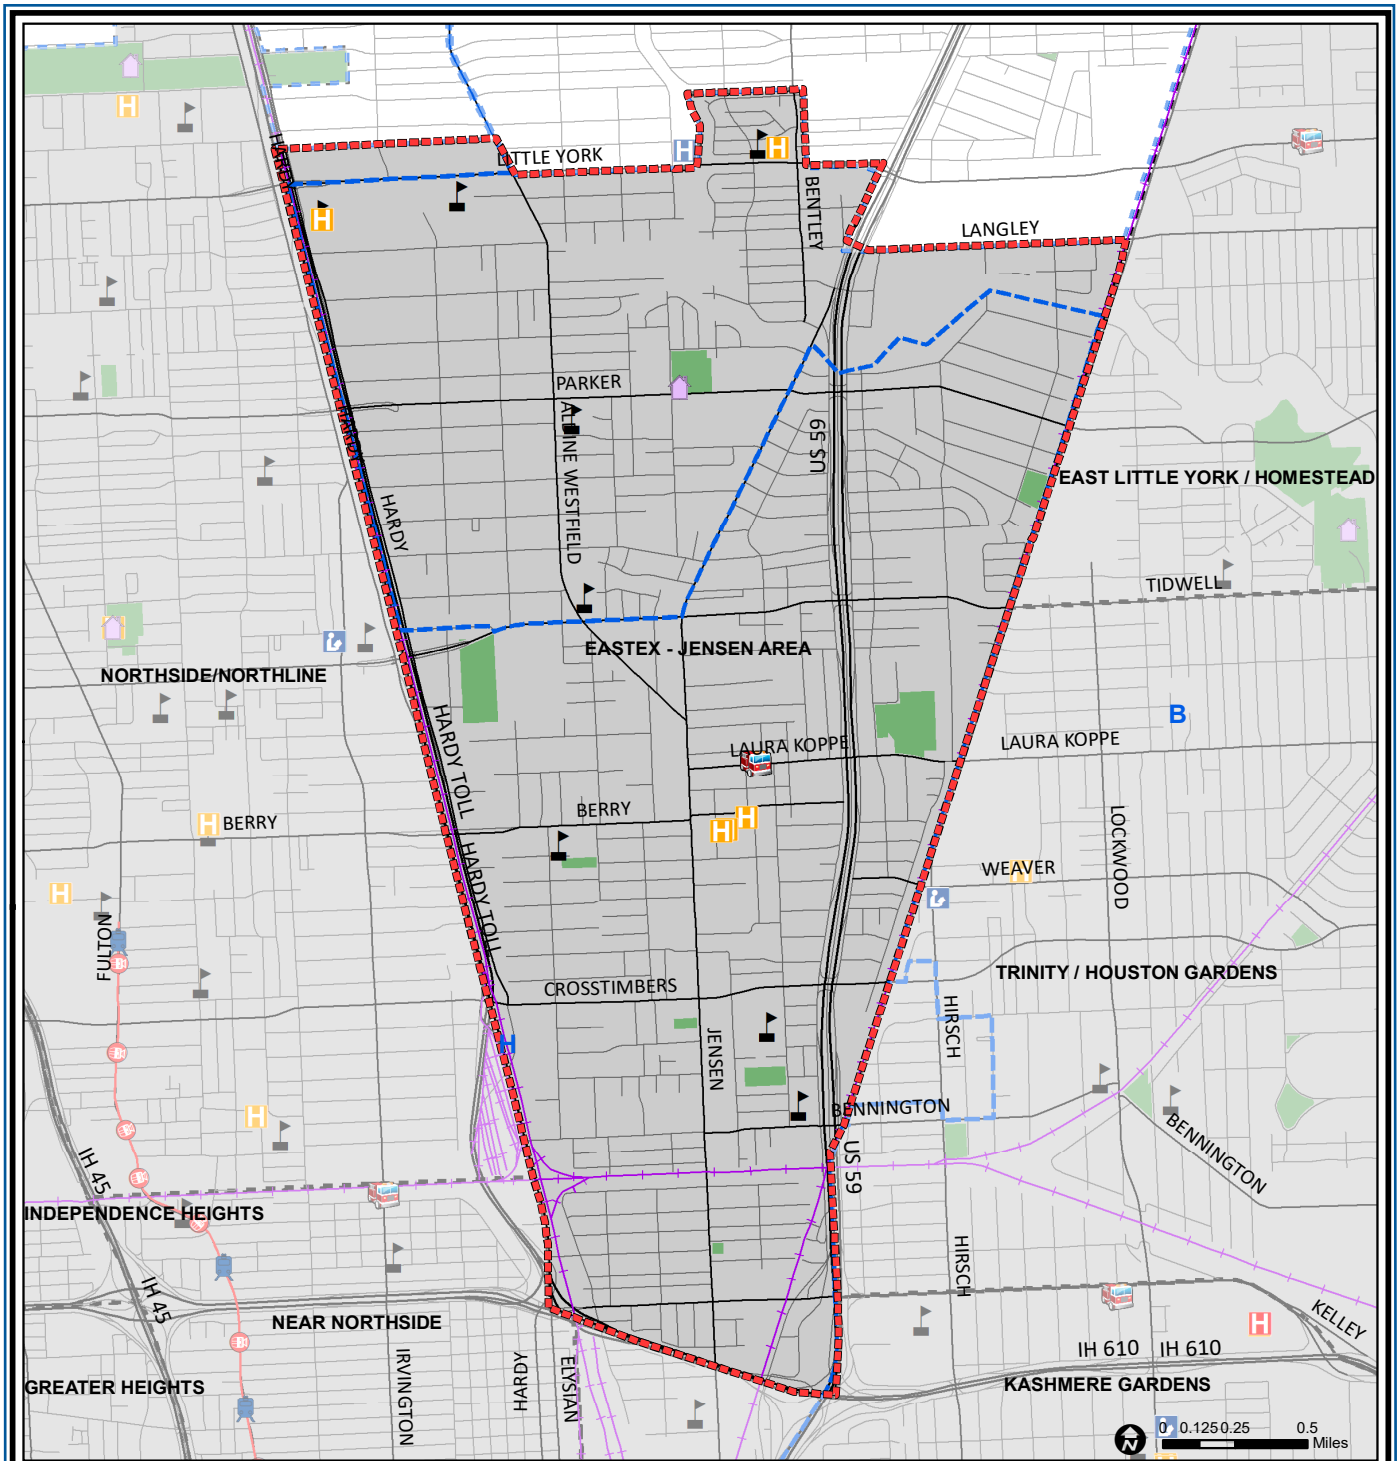 HARDY
LITTLE YORK
H
H
H
BENTLEY
LANGLEY
H
PARKER
ALDINE WESTFIELD
US 59
HARDY
EAST LITTLE YORK / HOMESTEAD
TIDWELL
EASTEX - JENSEN AREA
NORTHSIDE/NORTHLINE
B
HARDY TOLL
LAURA KOPPE
LAURA KOPPE
BERRY
H
BERRY
H
H
HARDY TOLL
LOCKWOOD
WEAVER
H
H
FULTON
TRINITY / HOUSTON GARDENS
CROSSTIMBERS
HIRSCH
H
JENSEN
H
BENNINGTON
BENNINGTON
US 59
IH 45
INDEPENDENCE HEIGHTS
HIRSCH
IH 45
NEAR NORTHSIDE
H
KELLEY
IH 610
IH 610
IRVINGTON
HARDY
ELYSIAN
GREATER HEIGHTS
KASHMERE GARDENS
N
0 0.125 0.25 0.5
Miles